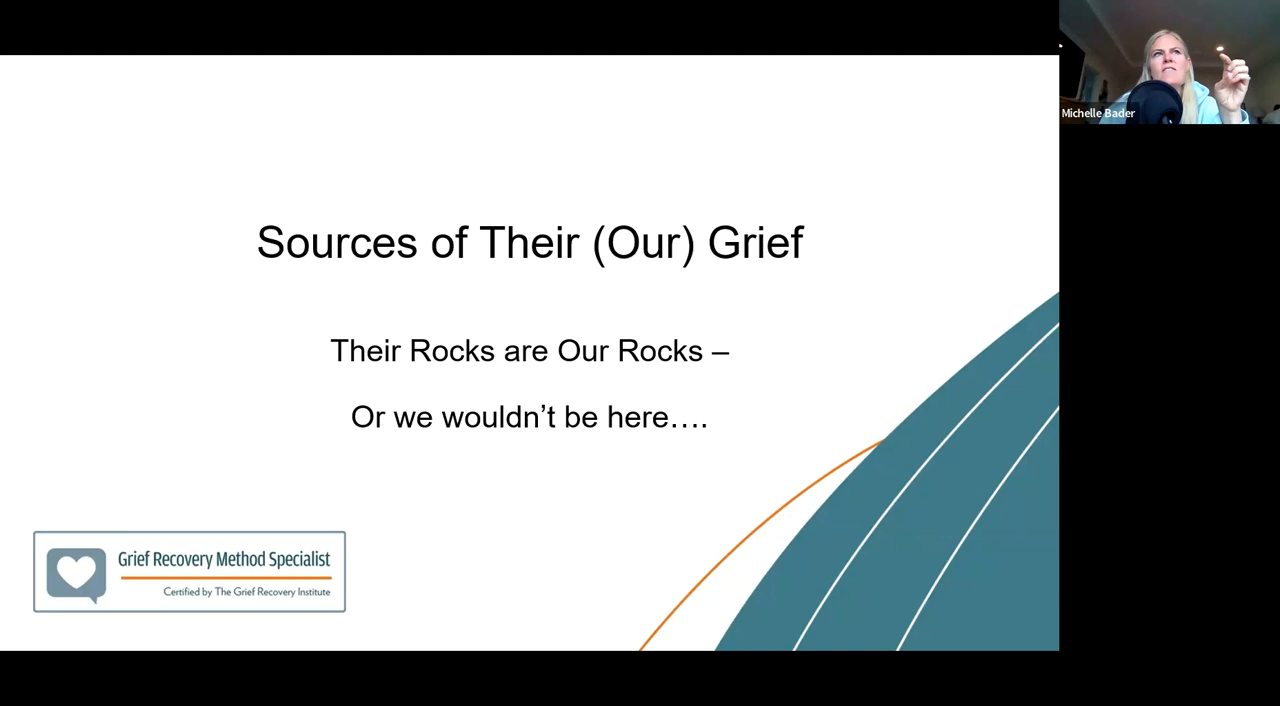 Michelle Bader
Sources of Their (Our) Grief
Their Rocks are Our Rocks –
Or we wouldn’t be here….
Grief Recovery Method Specialist
Certified by The Grief Recovery Institute